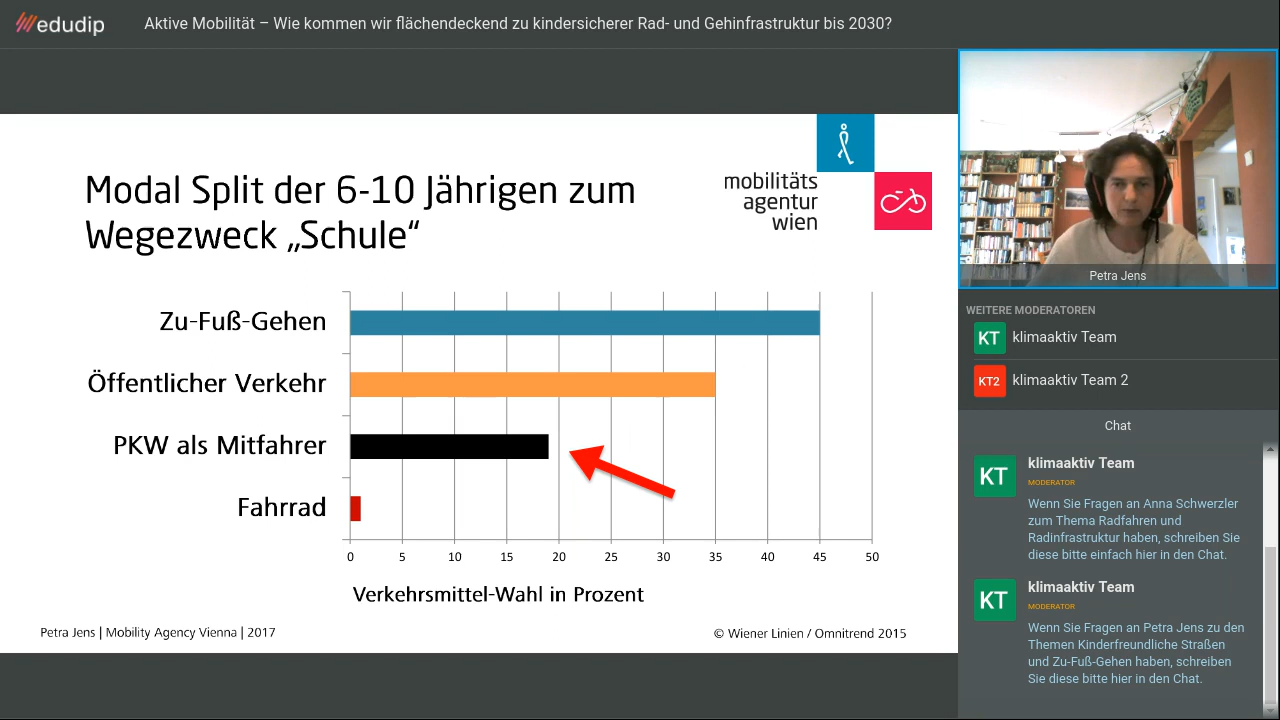 edudip
Aktive Mobilität – Wie kommen wir flächendeckend zu kindersicherer Rad- und Gehinfrastruktur bis 2030?
Modal Split der 6-10 Jährigen zum
Wegezweck „Schule“
mobilitäts
agentur
wien
Zu-Fuß-Gehen
Öffentlicher Verkehr
PKW als Mitfahrer
Fahrrad
0 5 10 15 20 25 30 35 40 45 50
Verkehrsmittel-Wahl in Prozent
Petra Jens | Mobility Agency Vienna | 2017
© Wiener Linien / Omnitrend 2015
Petra Jens
WEITERE MODERATOREN
KT klimaaktiv Team
KT2 klimaaktiv Team 2
Chat
KT klimaaktiv Team
MODERATOR
Wenn Sie Fragen an Anna Schwerzler
zum Thema Radfahren und
Radinfrastruktur haben, schreiben Sie
diese bitte einfach hier in den Chat.
KT klimaaktiv Team
MODERATOR
Wenn Sie Fragen an Petra Jens zu den
Themen Kinderfreundliche Straßen
und Zu-Fuß-Gehen haben, schreiben
Sie diese bitte hier in den Chat.